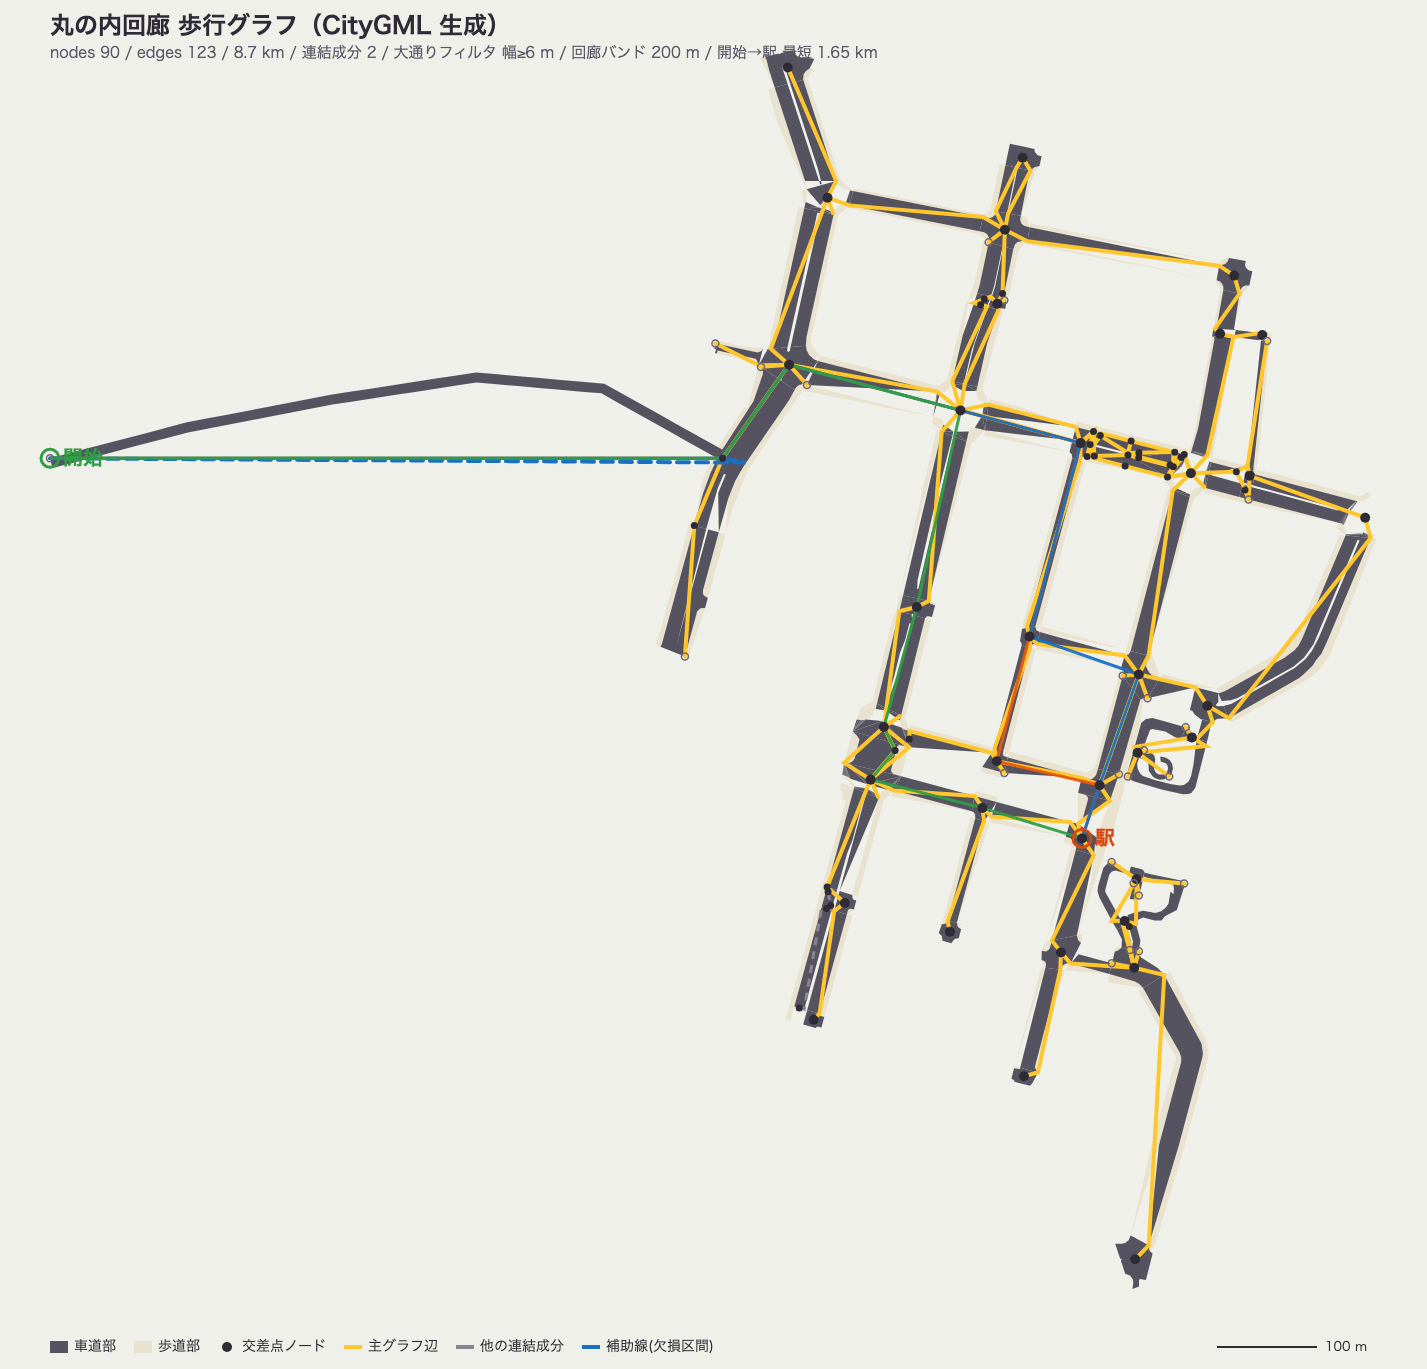 丸の内回廊 歩行グラフ（CityGML 生成）
nodes 90 / edges 123 / 8.7 km / 連結成分 2 / 大通りフィルタ 幅≥6 m / 回廊バンド 200 m / 開始→駅 最短 1.65 km
開始
駅
車道部 歩道部 交差点ノード 主グラフ辺 他の連結成分 補助線(欠損区間) 100 m